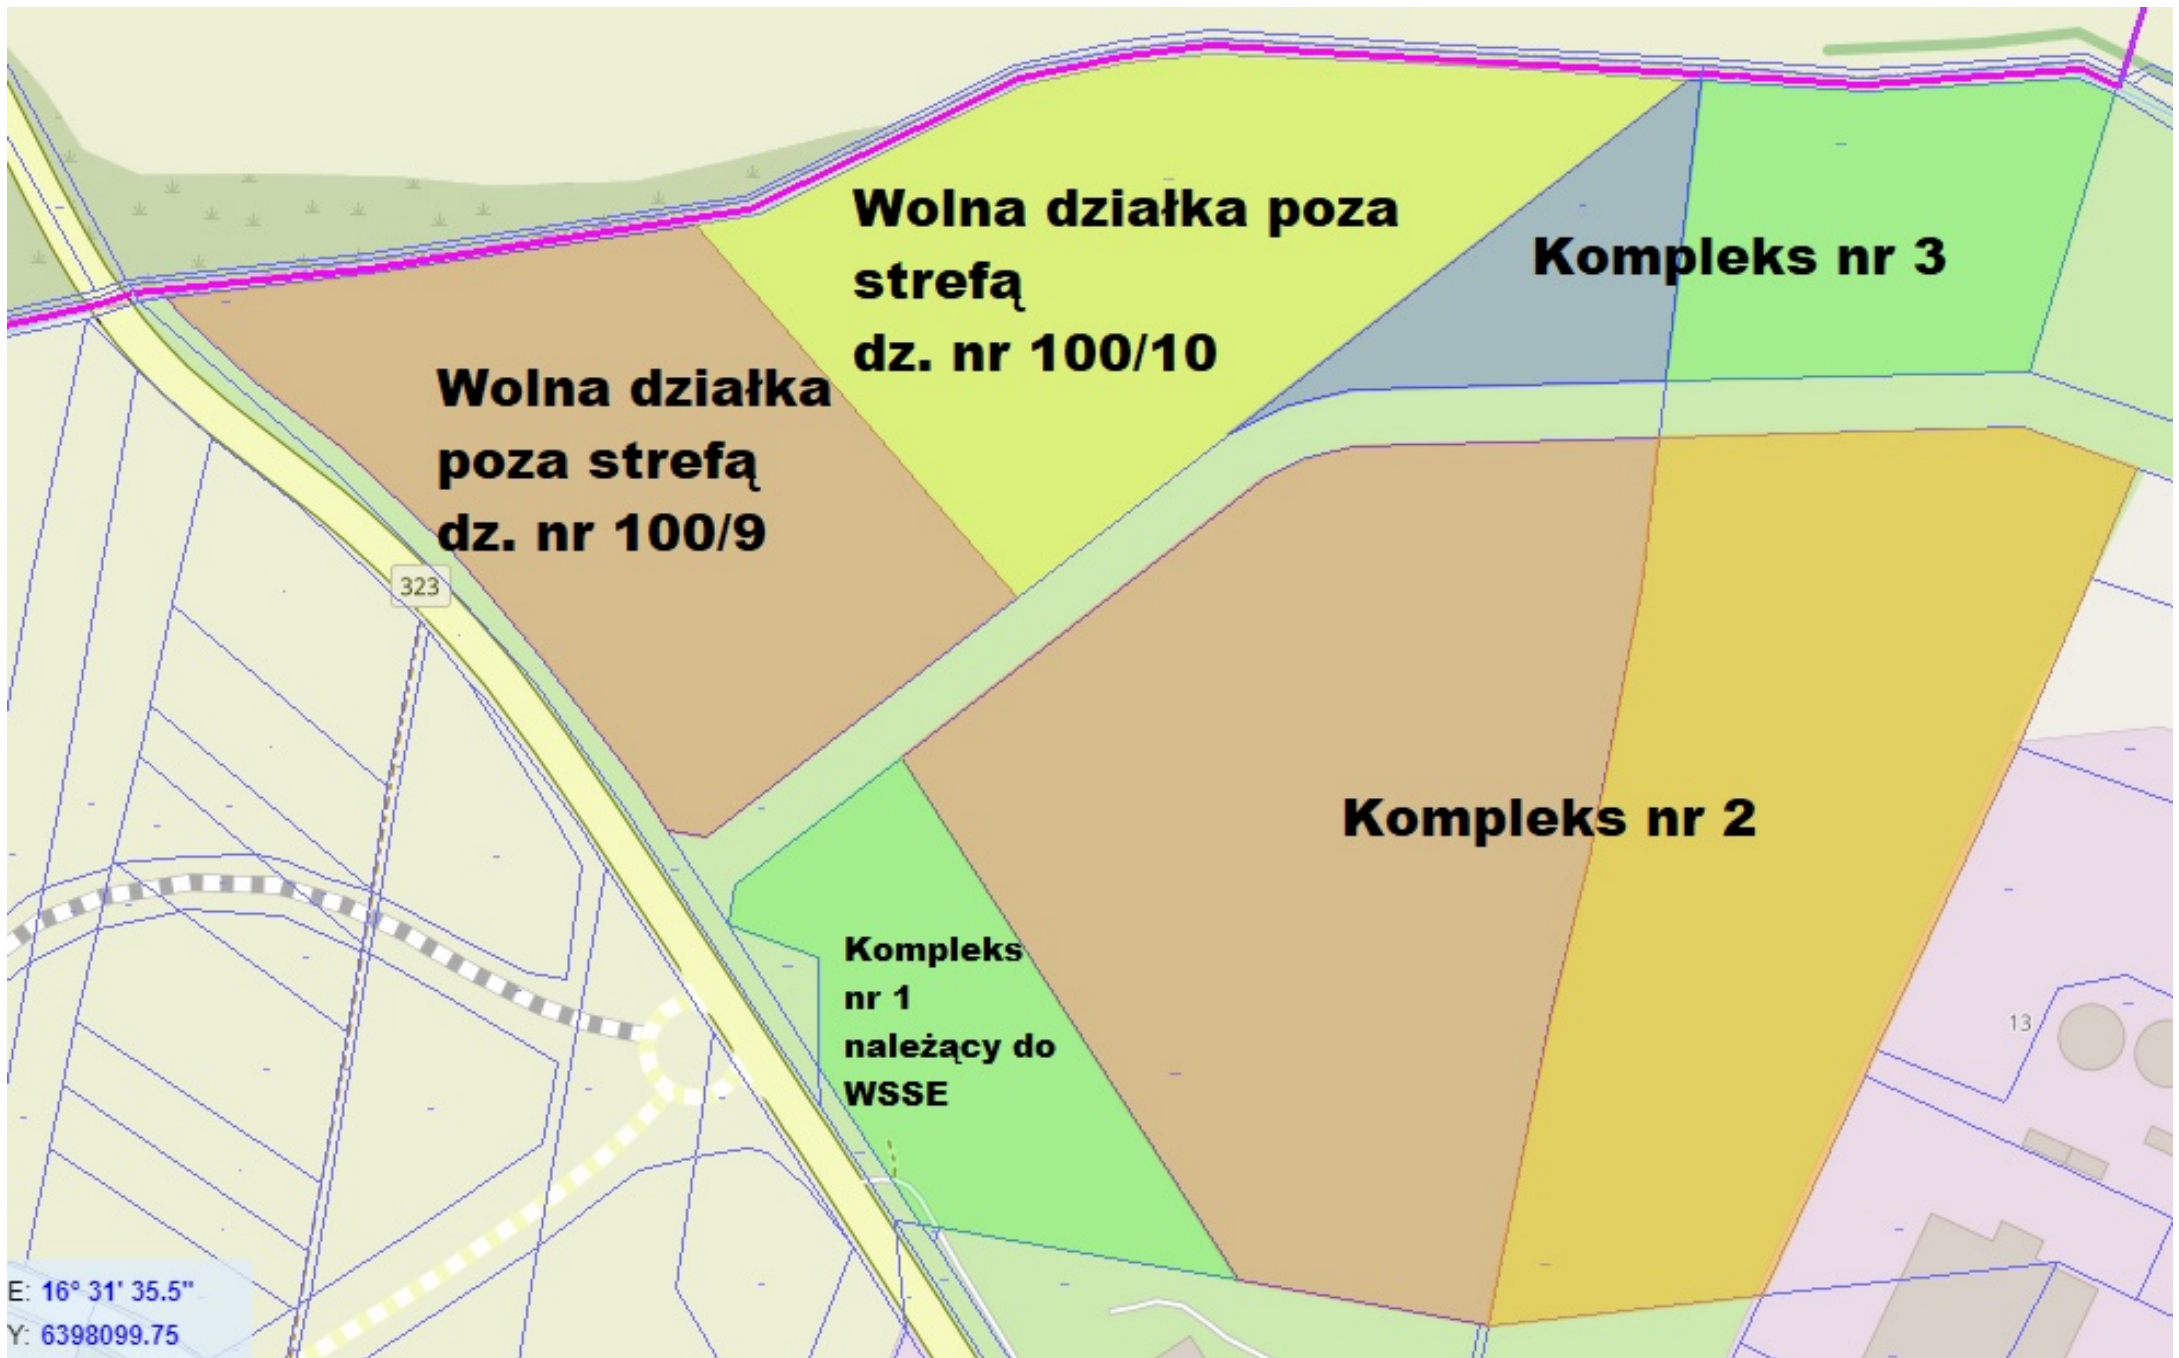 Wolna działka poza
strefą
dz. nr 100/10
Kompleks nr 3
Wolna działka
poza strefą
dz. nr 100/9
323
Kompleks nr 2
Kompleks
nr 1
należący do
WSSE
13
E: 16° 31' 35.5"
Y: 6398099.75